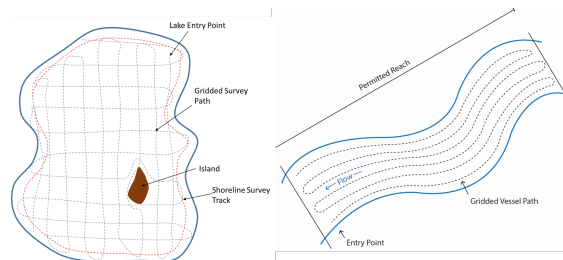 Lake Entry Point
Gridded Survey
Path
Island
Shoreline Survey
Track
Permitted Reach
Flow
Gridded Vessel Path
Entry Point